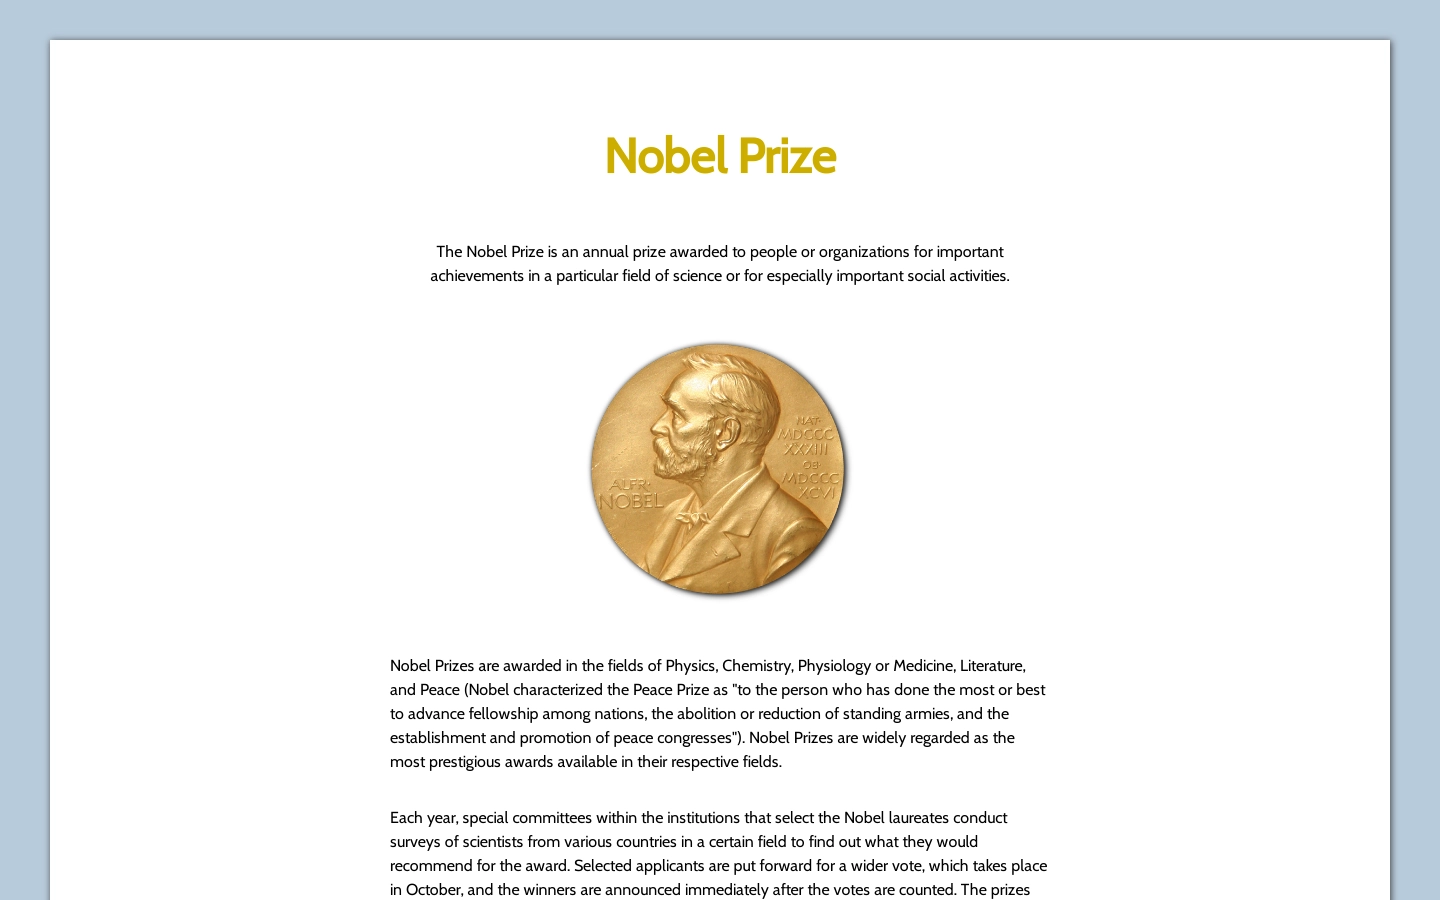 Nobel Prize
The Nobel Prize is an annual prize awarded to people or organizations for important
achievements in a particular field of science or for especially important social activities.
NAT·
MDCCC
XXXIII
OB·
MDCCC
XCVI
ALFR·
NOBEL
Nobel Prizes are awarded in the fields of Physics, Chemistry, Physiology or Medicine, Literature,
and Peace (Nobel characterized the Peace Prize as "to the person who has done the most or best
to advance fellowship among nations, the abolition or reduction of standing armies, and the
establishment and promotion of peace congresses"). Nobel Prizes are widely regarded as the
most prestigious awards available in their respective fields.
Each year, special committees within the institutions that select the Nobel laureates conduct
surveys of scientists from various countries in a certain field to find out what they would
recommend for the award. Selected applicants are put forward for a wider vote, which takes place
in October, and the winners are announced immediately after the votes are counted. The prizes